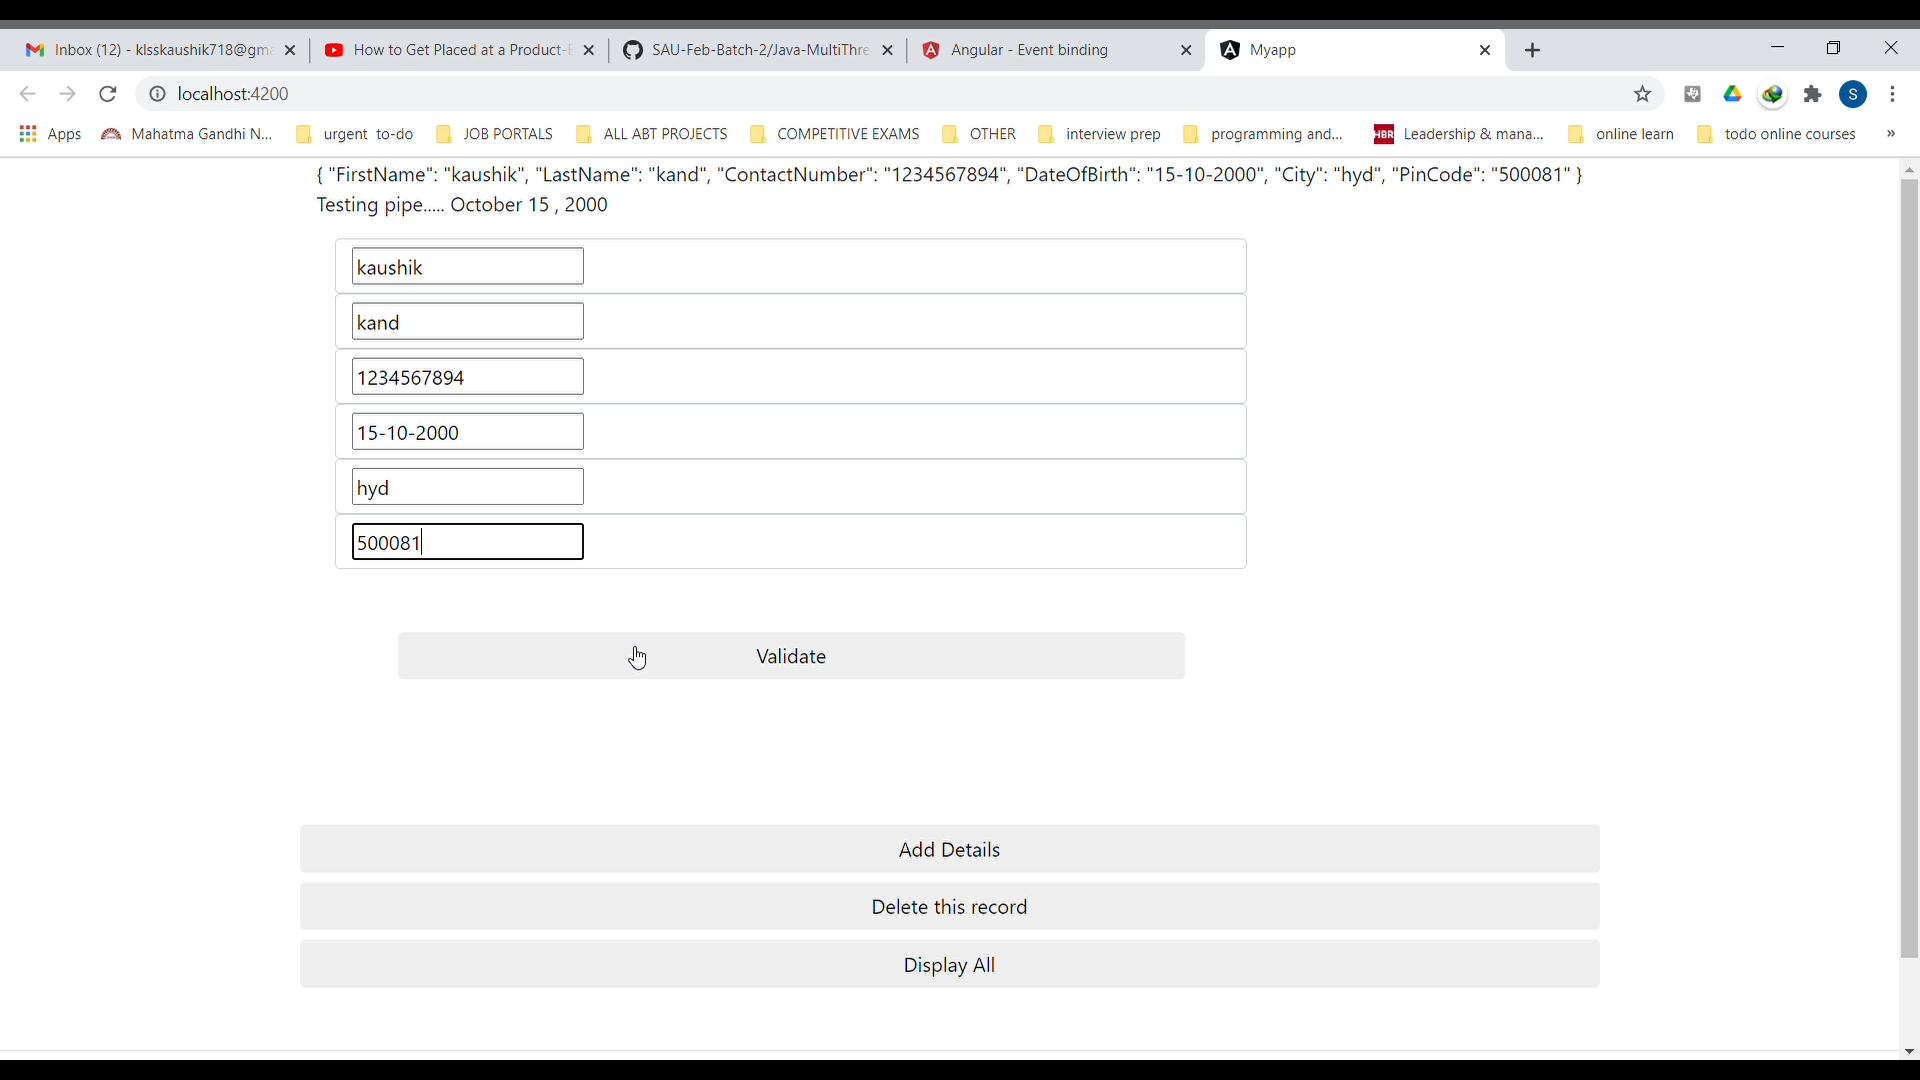 Inbox (12) - klsskaushik718@gma
How to Get Placed at a Product-
SAU-Feb-Batch-2/Java-MultiThre
Angular - Event binding
Myapp
localhost:4200
S
Apps
Mahatma Gandhi N...
urgent to-do
JOB PORTALS
ALL ABT PROJECTS
COMPETITIVE EXAMS
OTHER
interview prep
programming and...
HBR
Leadership & mana...
online learn
todo online courses
»
{ "FirstName": "kaushik", "LastName": "kand", "ContactNumber": "1234567894", "DateOfBirth": "15-10-2000", "City": "hyd", "PinCode": "500081" }
Testing pipe..... October 15 , 2000
kaushik
kand
1234567894
15-10-2000
hyd
500081
Validate
Add Details
Delete this record
Display All